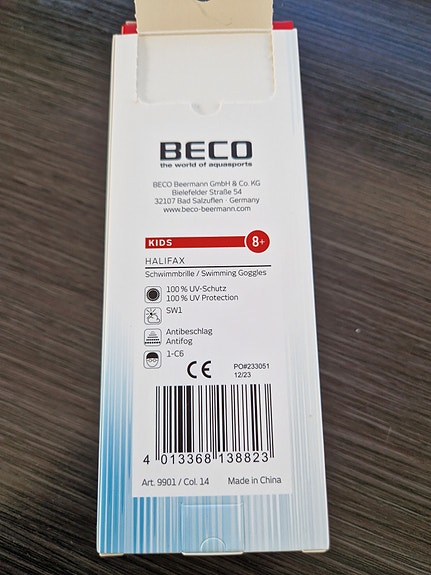 BECO
the world of aquasports
BECO Beermann GmbH & Co. KG
Bielefelder Straße 54
32107 Bad Salzuflen · Germany
www.beco-beermann.com
KIDS 8+
HALIFAX
Schwimmbrille / Swimming Goggles
100 % UV-Schutz
100 % UV Protection
SW1
Antibeschlag
Antifog
1-C6
CE PO#233051
12/23
4 013368 138823
Art. 9901 / Col. 14 Made in China